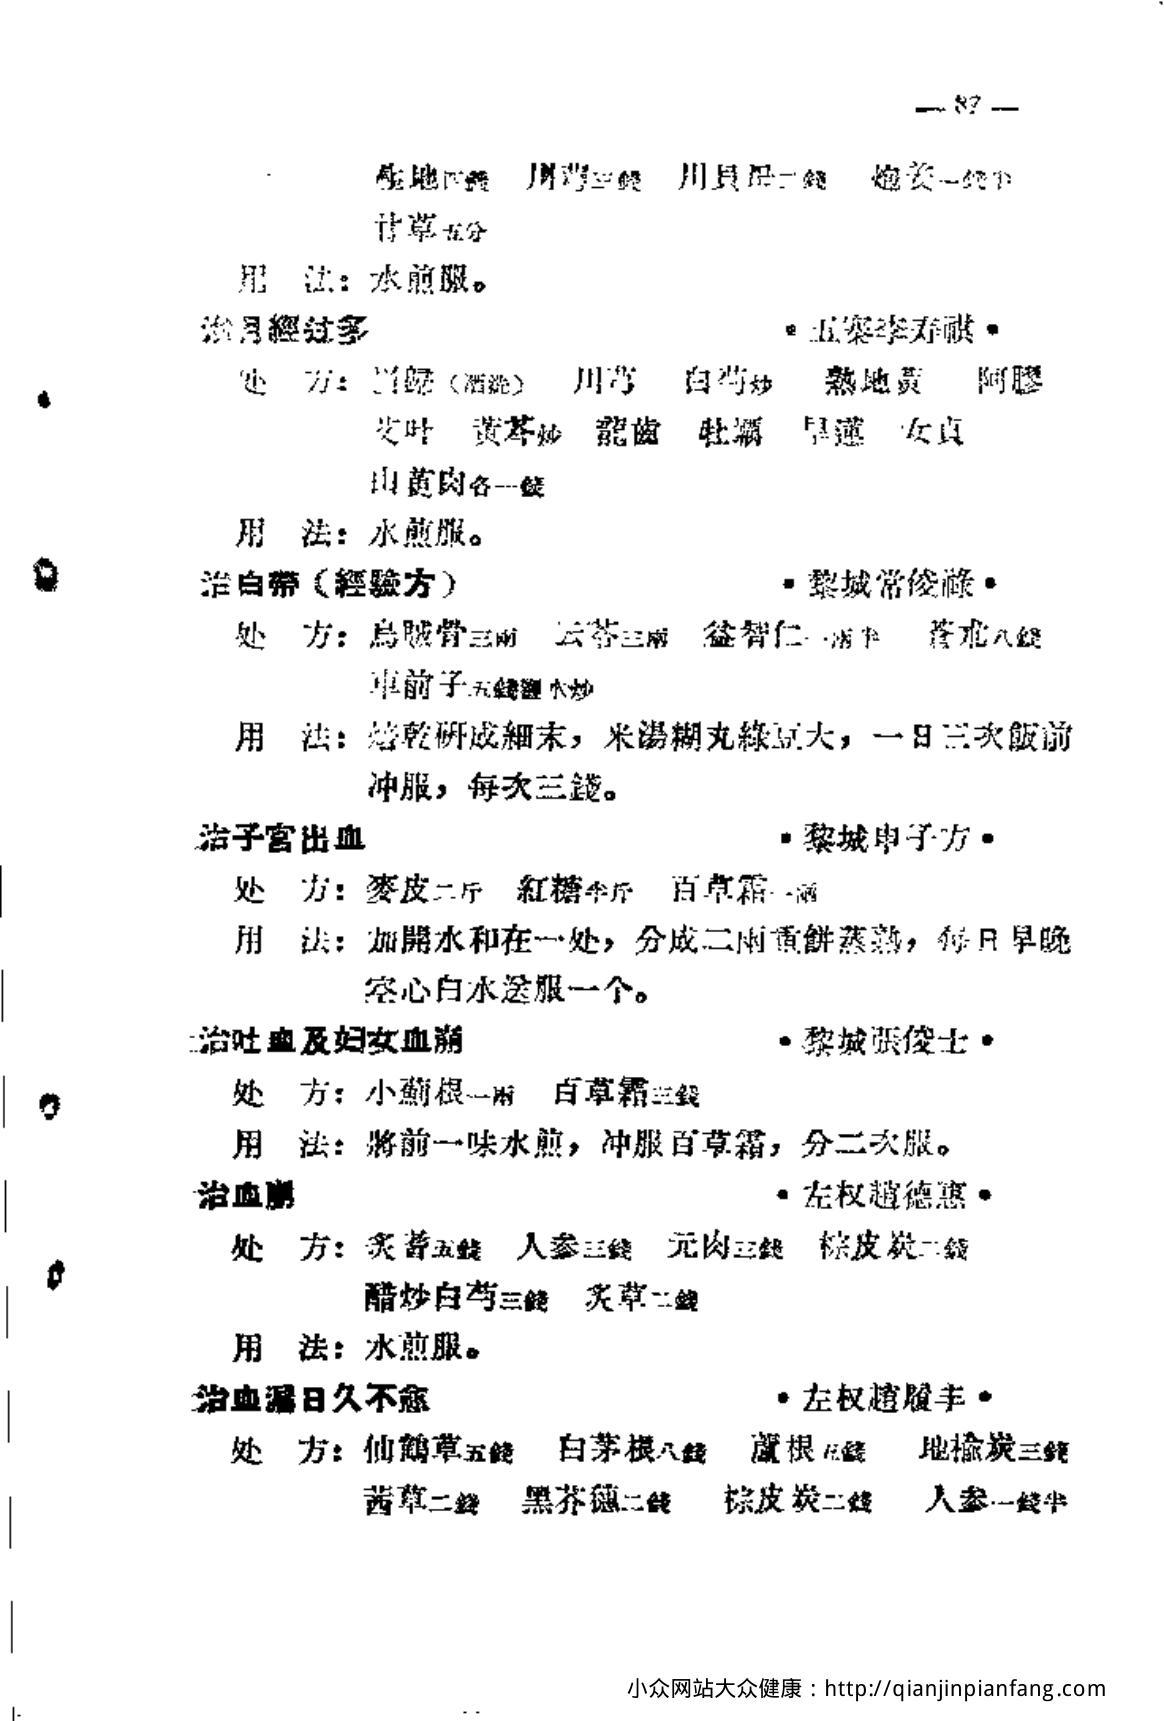 — 87 —
生地四錢 川芎三錢 川貝母二錢 炮姜一錢半
甘草五分
用 法：水煎服。
治月經过多 •五寨李寿祺•
处 方：当歸（酒洗） 川芎 白芍炒 熟地黃 阿膠
艾叶 黃芩炒 龍齒 牡蠣 旱蓮 女貞
山萸肉各一錢
用 法：水煎服。
治白帶（經驗方） •黎城常俊祿•
处 方：烏賊骨三兩 云苓三兩 益智仁一兩半 蒼朮八錢
車前子五錢鹽水炒
用 法：焙乾研成細末，米湯糊丸綠豆大，一日三次飯前
冲服，每次三錢。
治子宮出血 •黎城申子方•
处 方：麥皮二斤 紅糖半斤 百草霜一兩
用 法：加開水和在一处，分成二兩重餅蒸熟，每日早晚
空心白水送服一个。
治吐血及妇女血崩 •黎城張俊士•
处 方：小薊根一兩 百草霜三錢
用 法：將前一味水煎，冲服百草霜，分二次服。
治血崩 •左权趙德惠•
处 方：炙蓍五錢 人参三錢 元肉三錢 棕皮炭二錢
醋炒白芍三錢 炙草二錢
用 法：水煎服。
治血漏日久不愈 •左权趙履丰•
处 方：仙鶴草五錢 白茅根八錢 蘆根五錢 地榆炭三錢
茜草二錢 黑芥穗二錢 棕皮炭二錢 人参一錢半
小众网站大众健康：http://qianjinpianfang.com